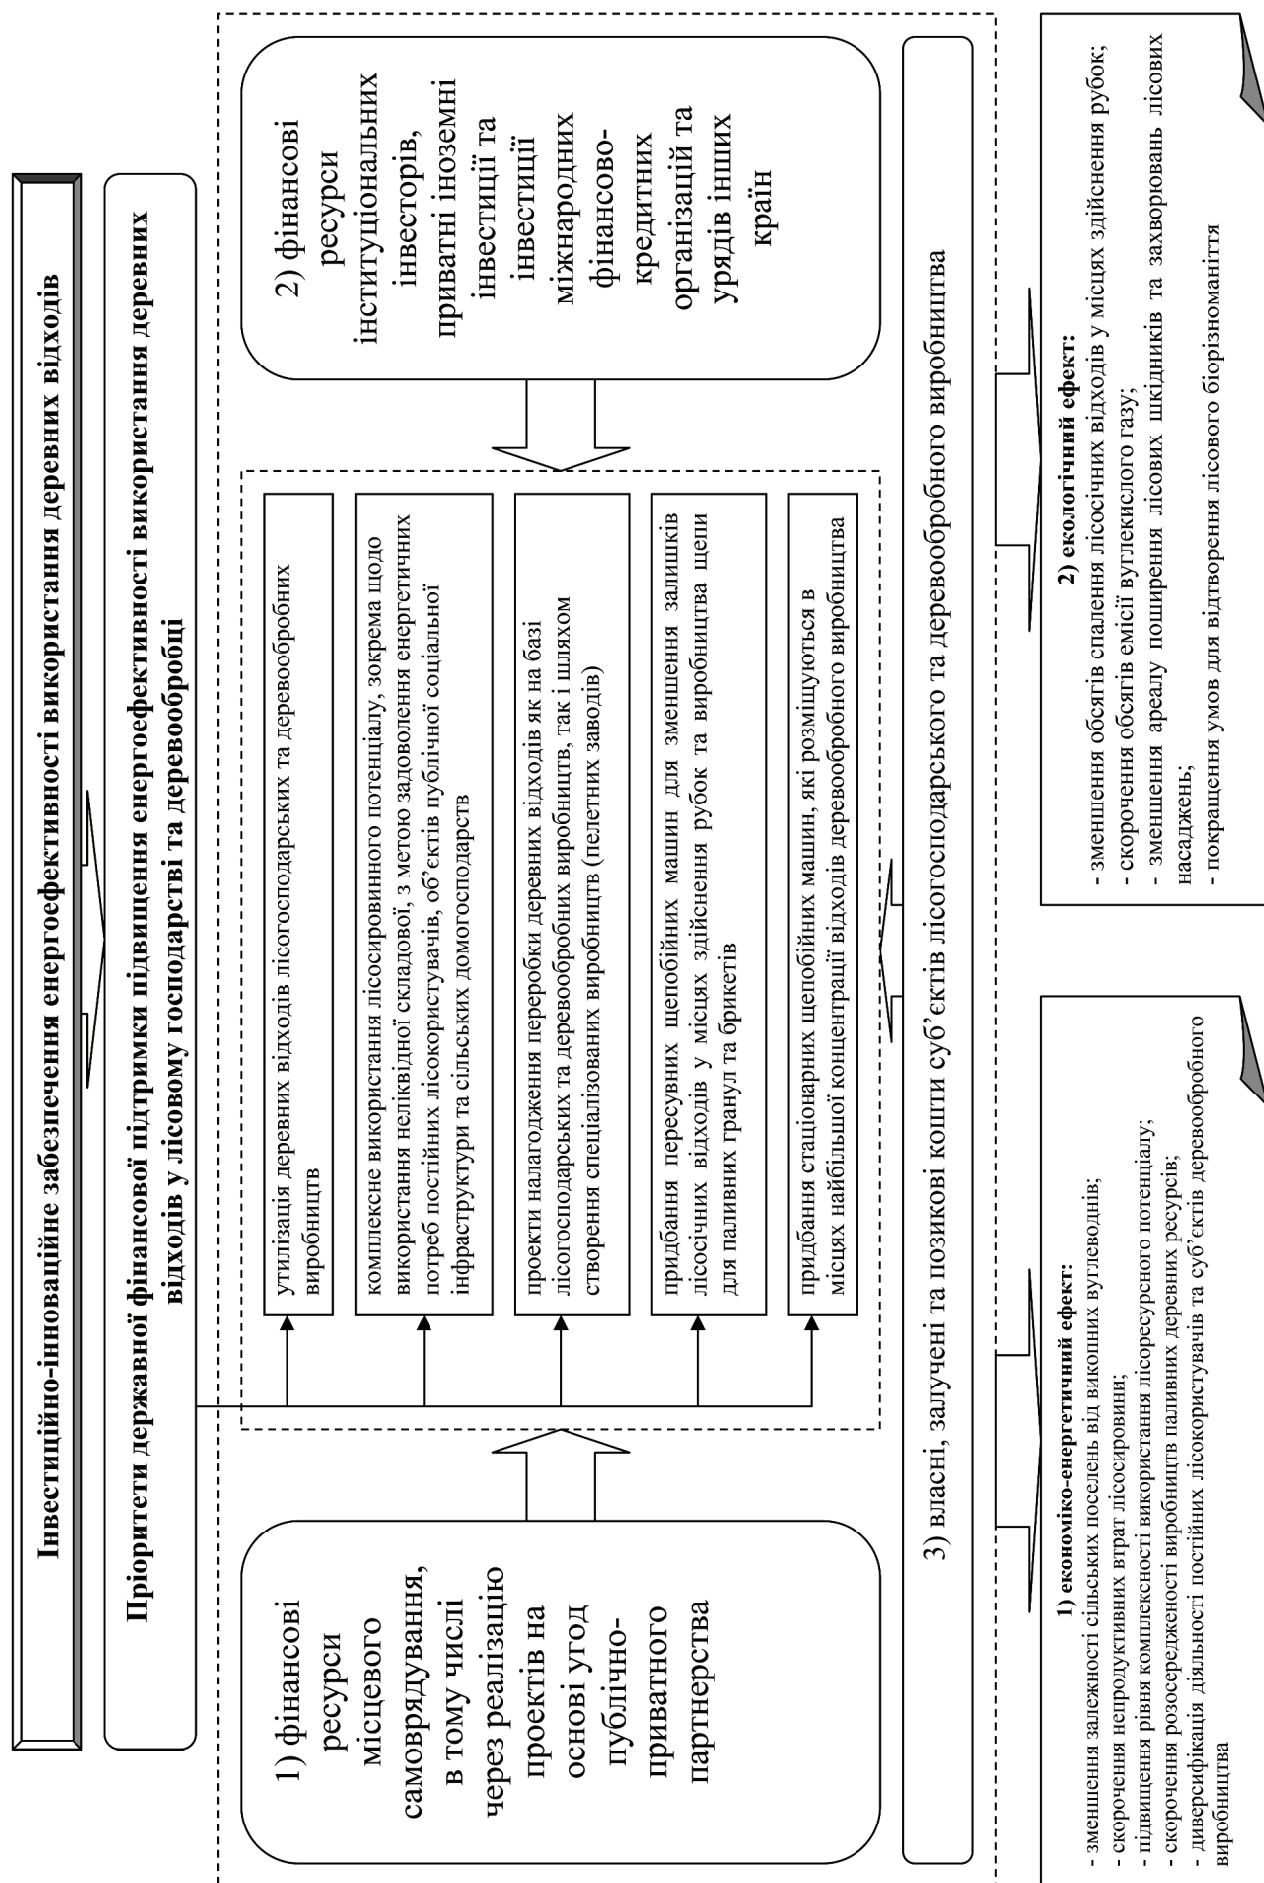 Інвестиційно-інноваційне забезпечення енергоефективності використання деревних відходів
Пріоритети державної фінансової підтримки підвищення енергоефективності використання деревних
відходів у лісовому господарстві та деревообробці
1) фінансові
ресурси
місцевого
самоврядування,
в тому числі
через реалізацію
проектів на
основі угод
публічно-
приватного
партнерства
утилізація деревних відходів лісогосподарських та деревообробних
виробництв
комплексне використання лісосировинного потенціалу, зокрема щодо
використання неліквідної складової, з метою задоволення енергетичних
потреб постійних лісокористувачів, об’єктів публічної соціальної
інфраструктури та сільських домогосподарств
проекти налагодження переробки деревних відходів як на базі
лісогосподарських та деревообробних виробництв, так і шляхом
створення спеціалізованих виробництв (пелетних заводів)
придбання пересувних щепобійних машин для зменшення залишків
лісосічних відходів у місцях здійснення рубок та виробництва щепи
для паливних гранул та брикетів
придбання стаціонарних щепобійних машин, які розміщуються в
місцях найбільшої концентрації відходів деревообробного виробництва
2) фінансові
ресурси
інституціональних
інвесторів,
приватні іноземні
інвестиції та
інвестиції
міжнародних
фінансово-
кредитних
організацій та
урядів інших
країн
3) власні, залучені та позикові кошти суб’єктів лісогосподарського та деревообробного виробництва
1) економіко-енергетичний ефект:
- зменшення залежності сільських поселень від викопних вуглеводнів;
- скорочення непродуктивних втрат лісосировини;
- підвищення рівня комплексності використання лісоресурсного потенціалу;
- скорочення розосередженості виробництв паливних деревних ресурсів;
- диверсифікація діяльності постійних лісокористувачів та суб’єктів деревообробного
виробництва
2) екологічний ефект:
- зменшення обсягів спалення лісосічних відходів у місцях здійснення рубок;
- скорочення обсягів емісії вуглекислого газу;
- зменшення ареалу поширення лісових шкідників та захворювань лісових
насаджень;
- покращення умов для відтворення лісового біорізноманіття